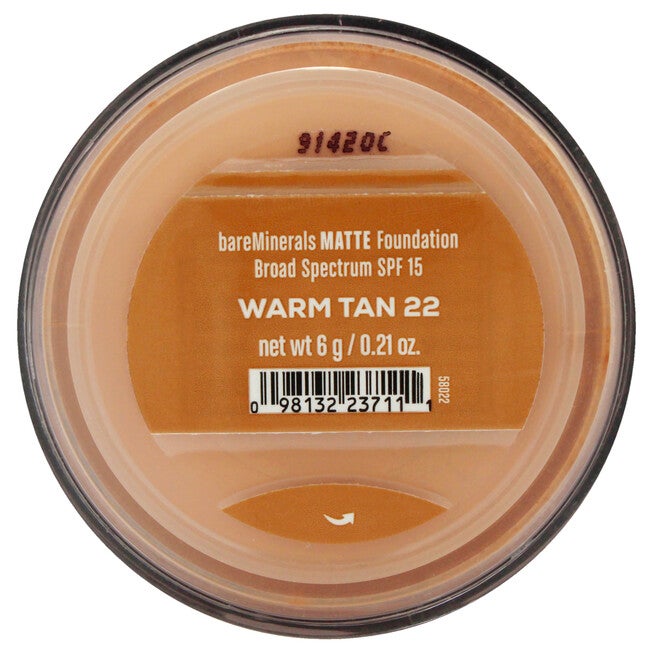 91420C
bareMinerals MATTE Foundation
Broad Spectrum SPF 15
WARM TAN 22
net wt 6 g / 0.21 oz.
0 98132 23711 1
58022